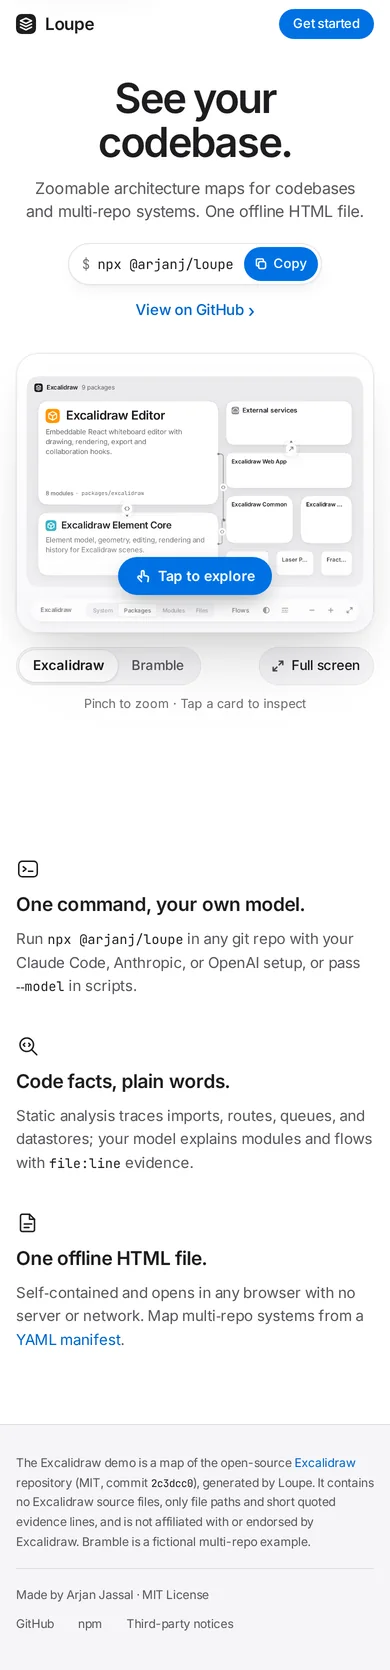 Loupe
Get started
See your
codebase.
Zoomable architecture maps for codebases
and multi-repo systems. One offline HTML file.
$ npx @arjanj/loupe
Copy
View on GitHub ›
Excalidraw 9 packages
Excalidraw Editor
Embeddable React whiteboard editor with
drawing, rendering, export and
collaboration hooks.
8 modules · packages/excalidraw
External services
Excalidraw Web App
Excalidraw Element Core
Element model, geometry, editing, rendering and
history for Excalidraw scenes.
Excalidraw Common
Excalidraw ...
Laser P...
Fract...
Tap to explore
Excalidraw
System
Packages
Modules
Files
Flows
Excalidraw
Bramble
Full screen
Pinch to zoom · Tap a card to inspect
One command, your own model.
Run npx @arjanj/loupe in any git repo with your
Claude Code, Anthropic, or OpenAI setup, or pass
--model in scripts.
Code facts, plain words.
Static analysis traces imports, routes, queues, and
datastores; your model explains modules and flows
with file:line evidence.
One offline HTML file.
Self-contained and opens in any browser with no
server or network. Map multi-repo systems from a
YAML manifest.
The Excalidraw demo is a map of the open-source Excalidraw
repository (MIT, commit 2c3dcc0), generated by Loupe. It contains
no Excalidraw source files, only file paths and short quoted
evidence lines, and is not affiliated with or endorsed by
Excalidraw. Bramble is a fictional multi-repo example.
Made by Arjan Jassal · MIT License
GitHub
npm
Third-party notices